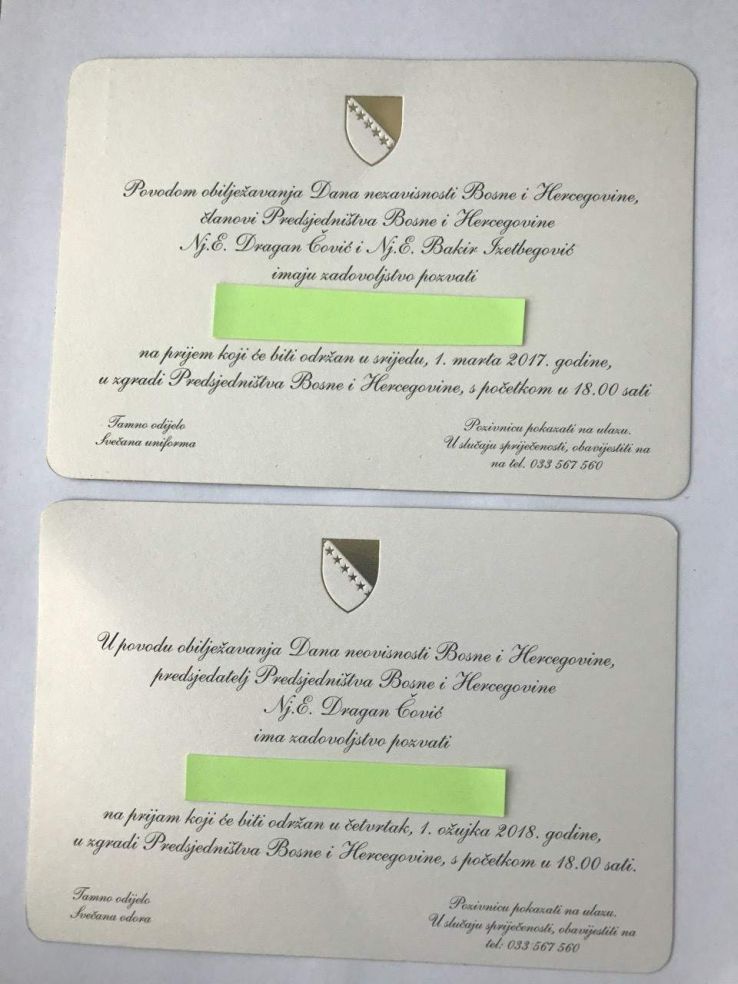 Povodom obilježavanja Dana nezavisnosti Bosne i Hercegovine,
članovi Predsjedništva Bosne i Hercegovine
Nj.E. Dragan Čović i Nj.E. Bakir Izetbegović
imaju zadovoljstvo pozvati
na prijem koji će biti održan u srijedu, 1. marta 2017. godine,
u zgradi Predsjedništva Bosne i Hercegovine, s početkom u 18.00 sati
Tamno odijelo
Svečana uniforma
Pozivnicu pokazati na ulazu.
U slučaju spriječenosti, obavijestiti na
na tel. 033 567 560
U povodu obilježavanja Dana neovisnosti Bosne i Hercegovine,
predsjedatelj Predsjedništva Bosne i Hercegovine
Nj.E. Dragan Čović
ima zadovoljstvo pozvati
na prijam koji će biti održan u četvrtak, 1. ožujka 2018. godine,
u zgradi Predsjedništva Bosne i Hercegovine, s početkom u 18.00 sati.
Tamno odijelo
Svečana odora
Pozivnicu pokazati na ulazu.
U slučaju spriječenosti, obavijestiti na
tel: 033 567 560